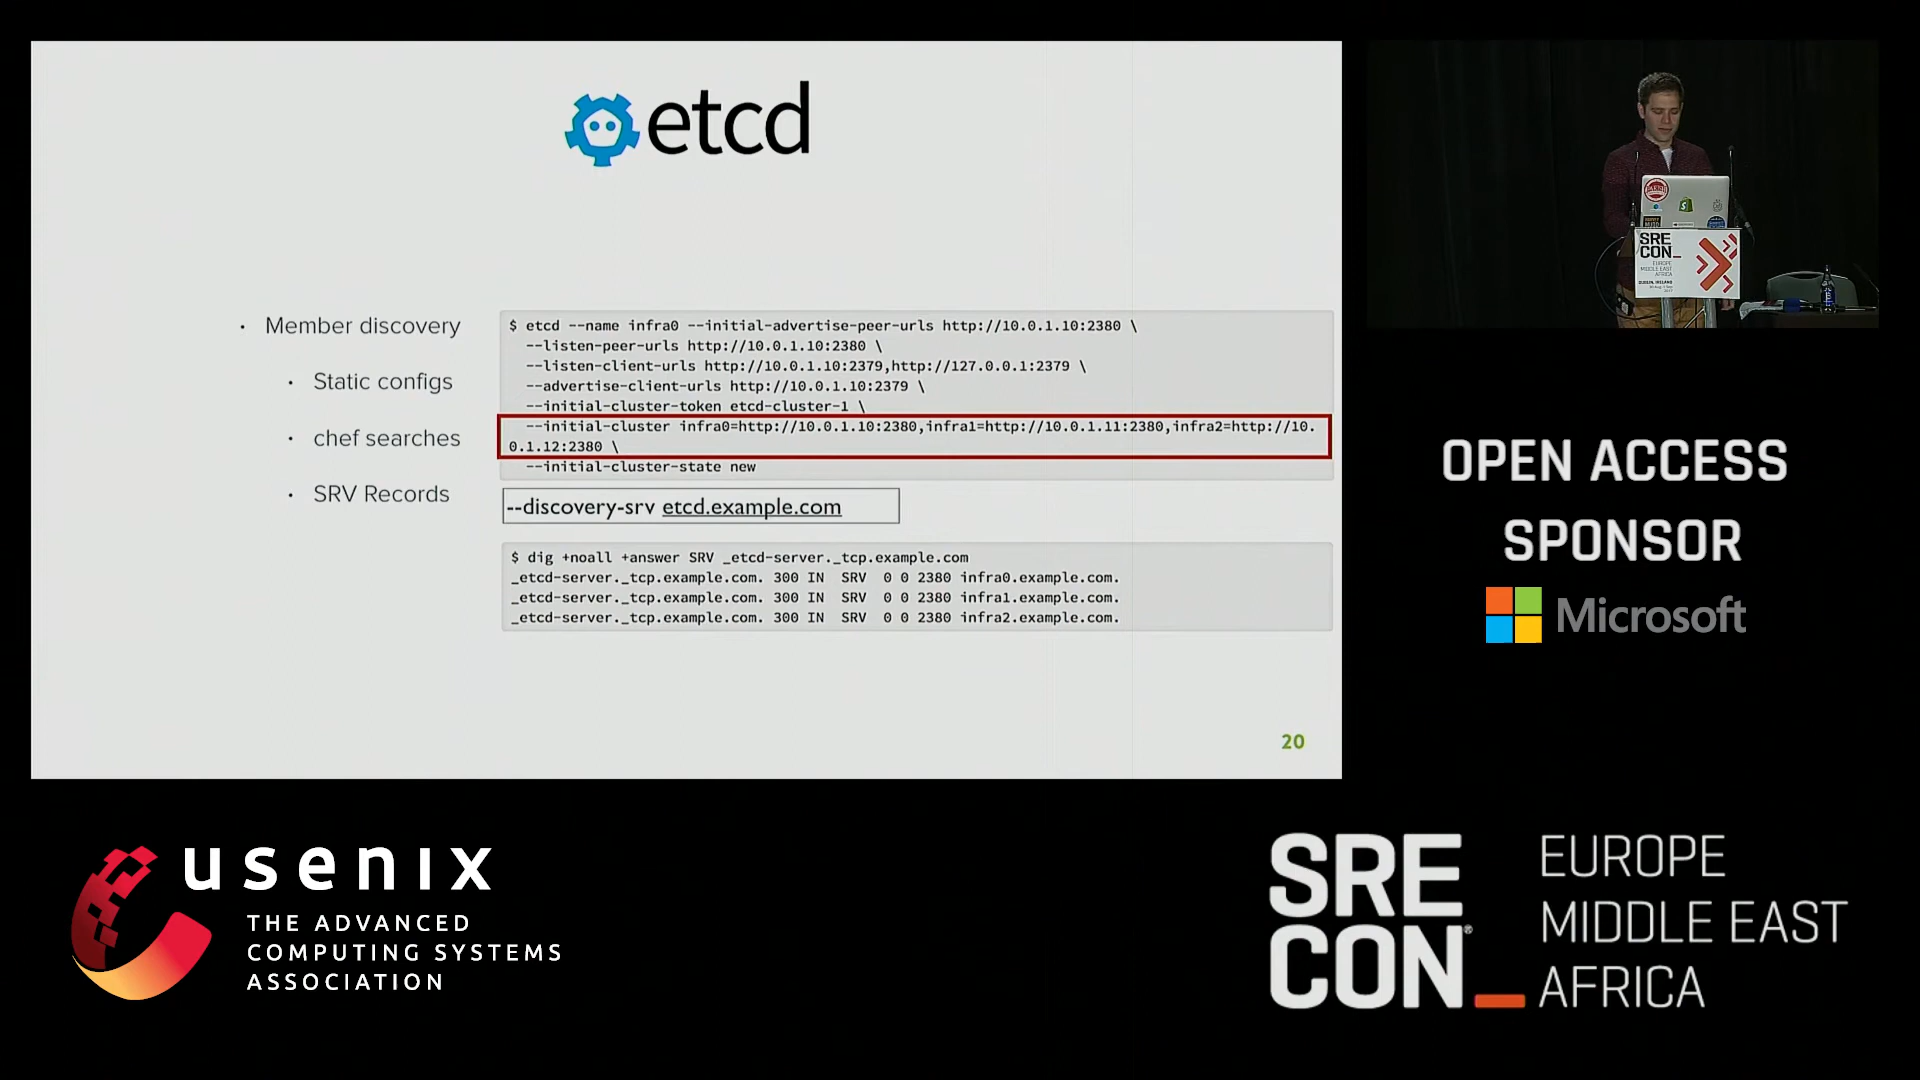 etcd
· Member discovery
· Static configs
· chef searches
· SRV Records
$ etcd --name infra0 --initial-advertise-peer-urls http://10.0.1.10:2380 \
--listen-peer-urls http://10.0.1.10:2380 \
--listen-client-urls http://10.0.1.10:2379,http://127.0.0.1:2379 \
--advertise-client-urls http://10.0.1.10:2379 \
--initial-cluster-token etcd-cluster-1 \
--initial-cluster infra0=http://10.0.1.10:2380,infra1=http://10.0.1.11:2380,infra2=http://10.
0.1.12:2380 \
--initial-cluster-state new
--discovery-srv etcd.example.com
$ dig +noall +answer SRV _etcd-server._tcp.example.com
_etcd-server._tcp.example.com. 300 IN SRV 0 0 2380 infra0.example.com.
_etcd-server._tcp.example.com. 300 IN SRV 0 0 2380 infra1.example.com.
_etcd-server._tcp.example.com. 300 IN SRV 0 0 2380 infra2.example.com.
20
SRE
CON_
EUROPE
MIDDLE EAST
AFRICA
OPEN ACCESS
SPONSOR
Microsoft
usenix
THE ADVANCED
COMPUTING SYSTEMS
ASSOCIATION
SRE
CON_
EUROPE
MIDDLE EAST
AFRICA